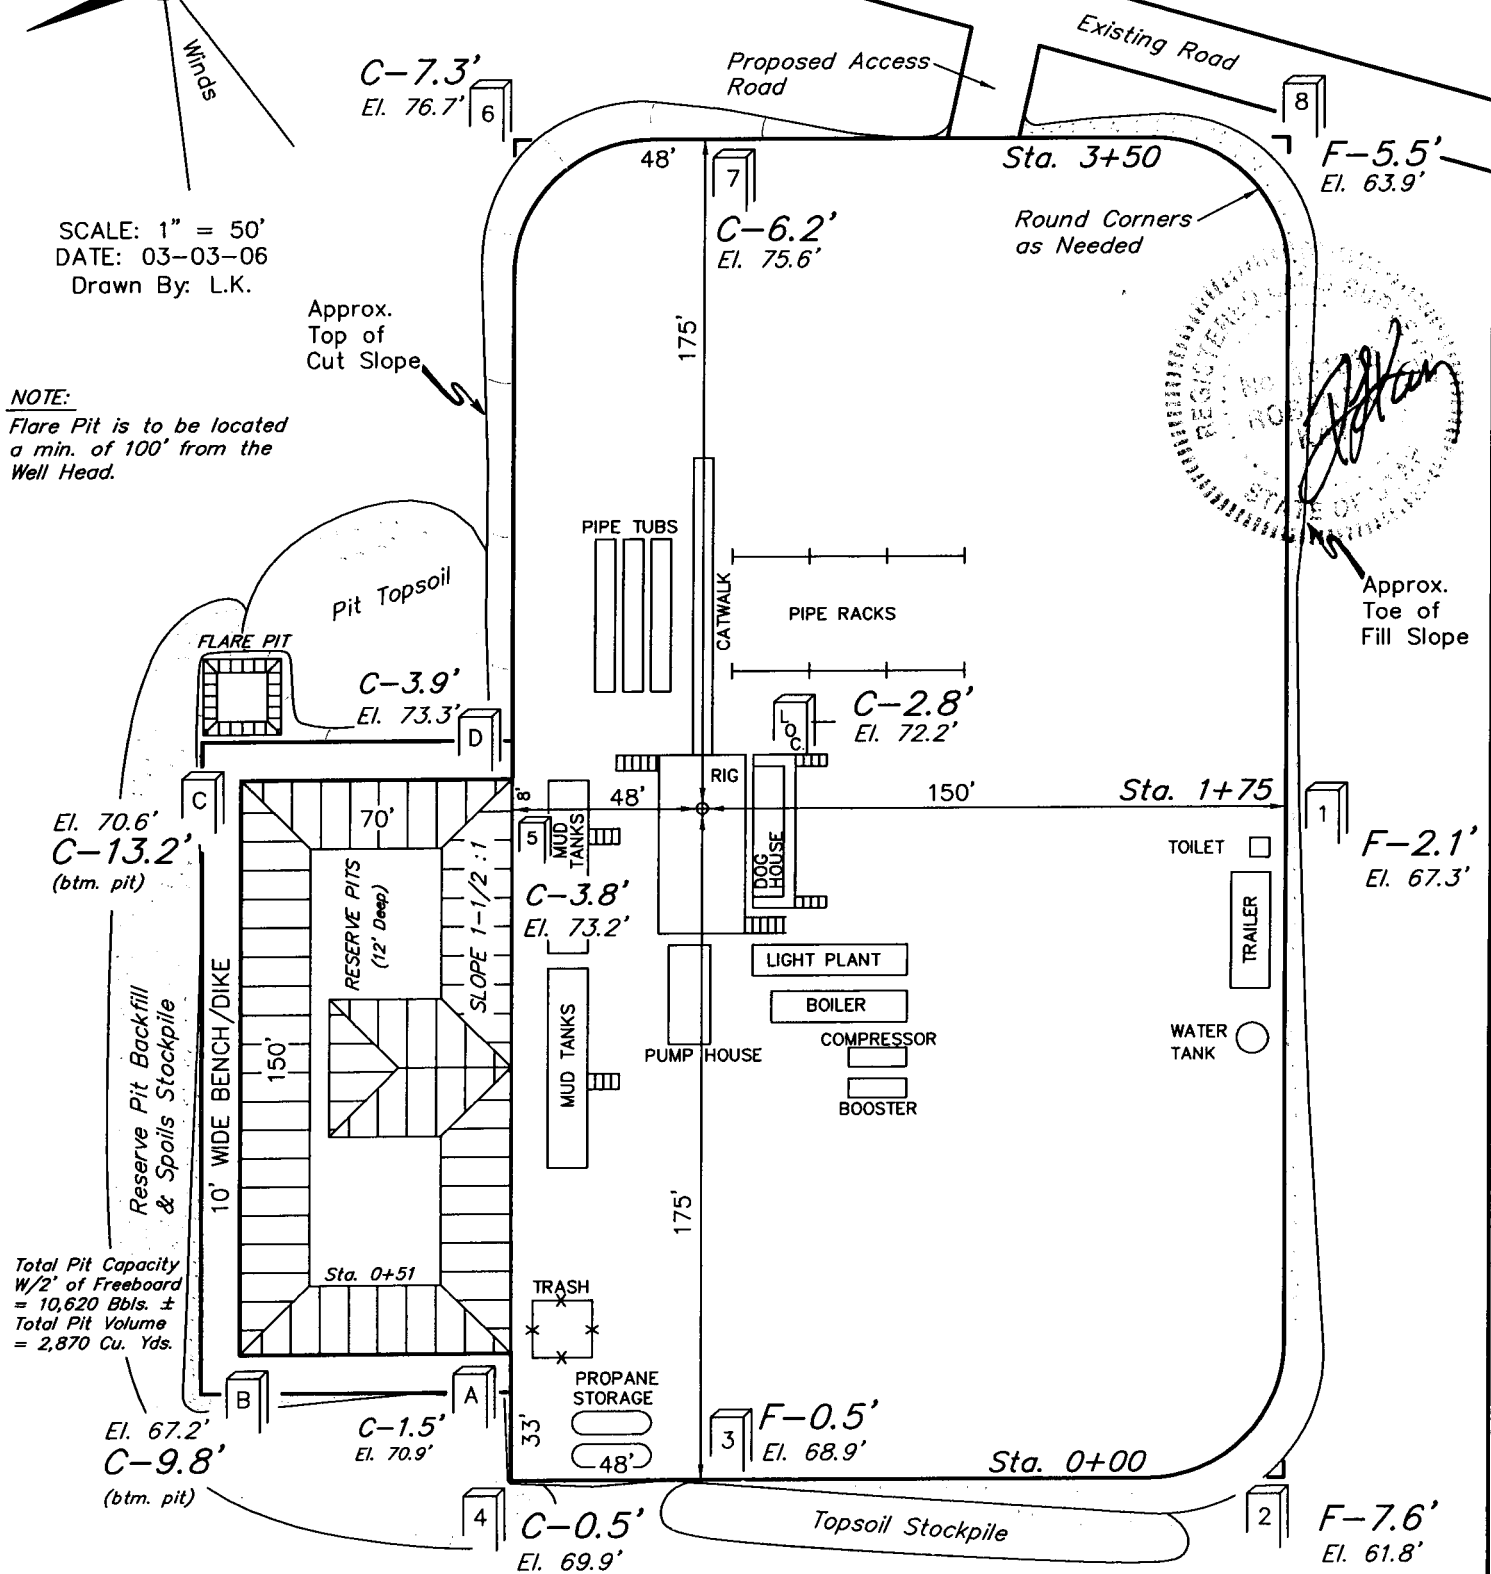 Winds
C-7.3'
El. 76.7'
6
Proposed Access
Road
Existing Road
8
F-5.5'
El. 63.9'
48'
7
Sta. 3+50
C-6.2'
El. 75.6'
Round Corners
as Needed
SCALE: 1" = 50'
DATE: 03-03-06
Drawn By: L.K.
Approx.
Top of
Cut Slope
175'
NOTE:
Flare Pit is to be located
a min. of 100' from the
Well Head.
REGISTERED
STATE OF
Approx.
Toe of
Fill Slope
PIPE TUBS
CATWALK
PIPE RACKS
Pit Topsoil
FLARE PIT
C-3.9'
El. 73.3'
D
LOC.
C-2.8'
El. 72.2'
RIG
C
El. 70.6'
C-13.2'
(btm. pit)
70'
8'
48'
150'
Sta. 1+75
1
F-2.1'
El. 67.3'
5
MUD
TANKS
DOG
HOUSE
TOILET
C-3.8'
El. 73.2'
RESERVE PITS
(12' Deep)
SLOPE 1-1/2 :1
TRAILER
LIGHT PLANT
BOILER
COMPRESSOR
BOOSTER
PUMP HOUSE
MUD TANKS
WATER
TANK
Reserve Pit Backfill
& Spoils Stockpile
10' WIDE BENCH/DIKE
150'
175'
Total Pit Capacity
W/2' of Freeboard
= 10,620 Bbls. ±
Total Pit Volume
= 2,870 Cu. Yds.
Sta. 0+51
TRASH
PROPANE
STORAGE
48'
33'
B
El. 67.2'
C-9.8'
(btm. pit)
A
C-1.5'
El. 70.9'
3
F-0.5'
El. 68.9'
Sta. 0+00
4
C-0.5'
El. 69.9'
Topsoil Stockpile
2
F-7.6'
El. 61.8'